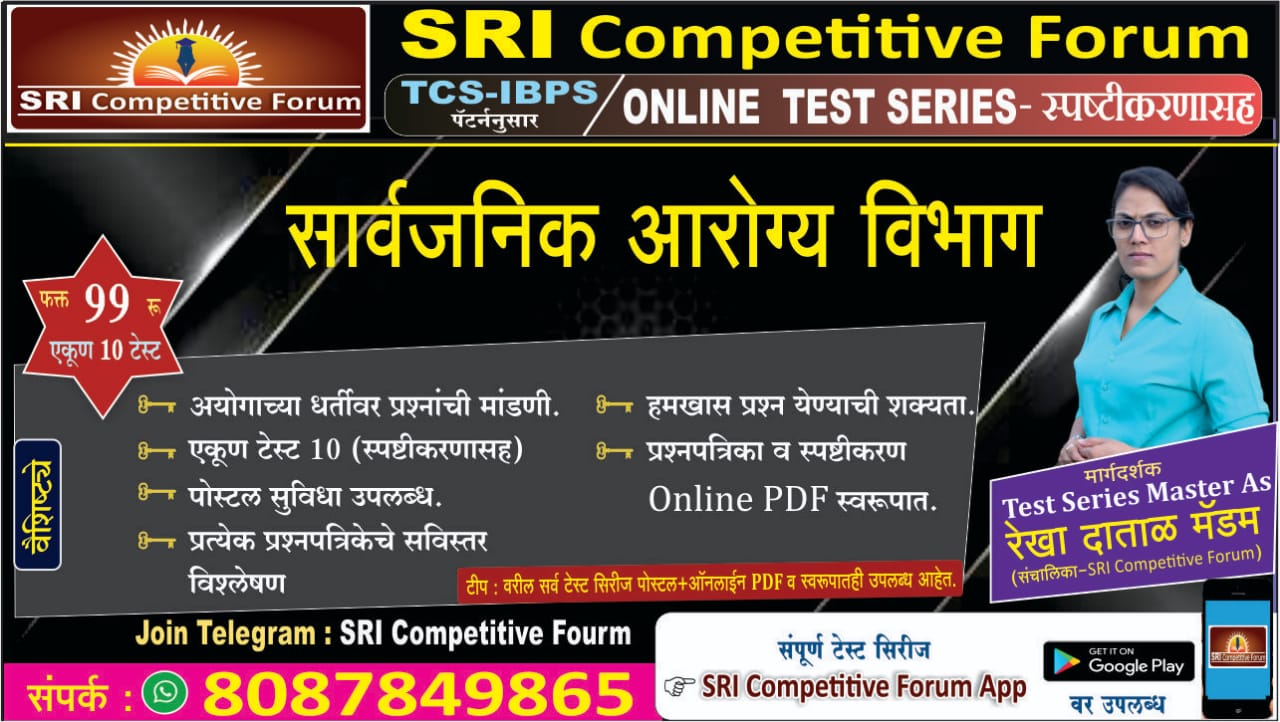 SRI Competitive Forum
SRI Competitive Forum
TCS-IBPS
पॅटर्ननुसार
/ ONLINE TEST SERIES- स्पष्टीकरणासह
सार्वजनिक आरोग्य विभाग
फक्त 99 रू
एकूण 10 टेस्ट
वैशिष्ट्ये
अयोगाच्या धर्तीवर प्रश्नांची मांडणी.
एकूण टेस्ट 10 (स्पष्टीकरणासह)
पोस्टल सुविधा उपलब्ध.
प्रत्येक प्रश्नपत्रिकेचे सविस्तर
विश्लेषण
हमखास प्रश्न येण्याची शक्यता.
प्रश्नपत्रिका व स्पष्टीकरण
Online PDF स्वरूपात.
टीप : वरील सर्व टेस्ट सिरीज पोस्टल+ऑनलाईन PDF व स्वरूपातही उपलब्ध आहेत.
मार्गदर्शक
Test Series Master As
रेखा दाताळ मॅडम
(संचालिका-SRI Competitive Forum)
Join Telegram : SRI Competitive Fourm
संपर्क : 8087849865
संपूर्ण टेस्ट सिरीज
SRI Competitive Forum App
GET IT ON
Google Play
वर उपलब्ध
SRI Competitive Forum